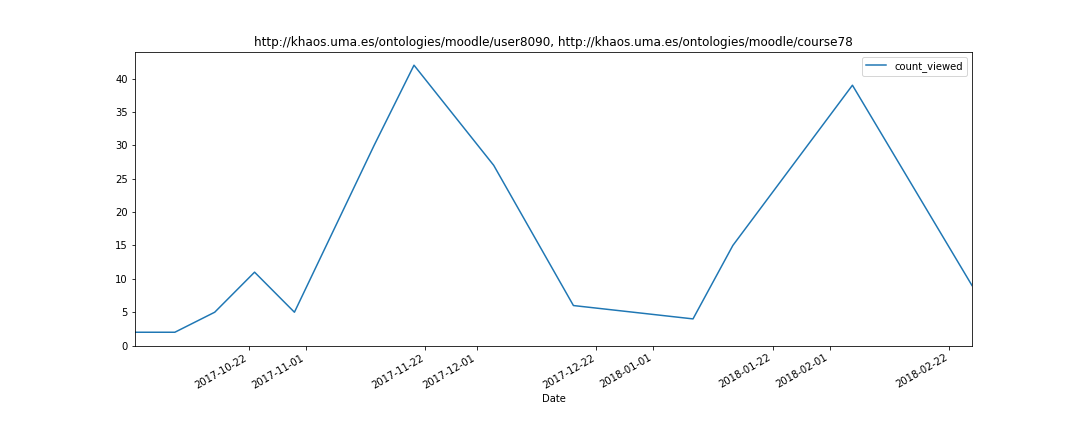 http://khaos.uma.es/ontologies/moodle/user8090, http://khaos.uma.es/ontologies/moodle/course78
count_viewed
40
35
30
25
20
15
10
5
0
2017-10-22 2017-11-01 2017-11-22 2017-12-01 2017-12-22 2018-01-01 2018-01-22 2018-02-01 2018-02-22
Date